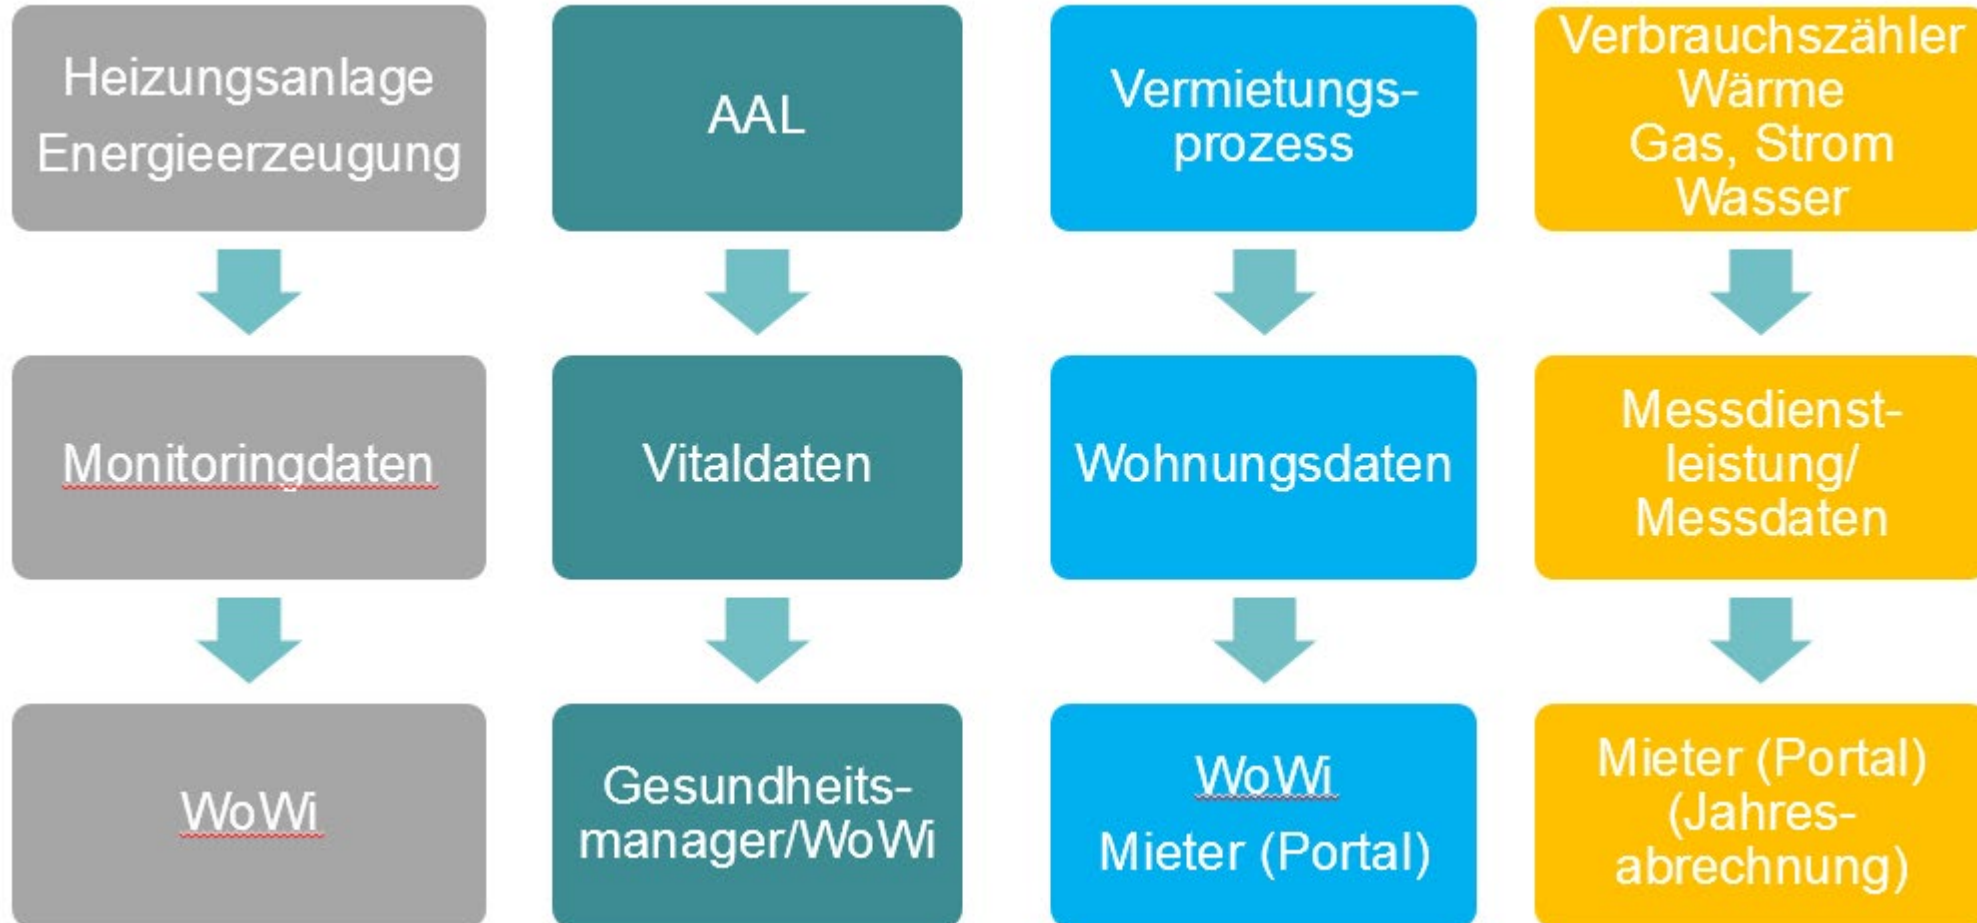 Heizungsanlage
Energieerzeugung
AAL
Vermietungs-
prozess
Verbrauchszähler
Wärme
Gas, Strom
Wasser
Monitoringdaten
Vitaldaten
Wohnungsdaten
Messdienst-
leistung/
Messdaten
WoWi
Gesundheits-
manager/WoWi
WoWi
Mieter (Portal)
Mieter (Portal)
(Jahres-
abrechnung)